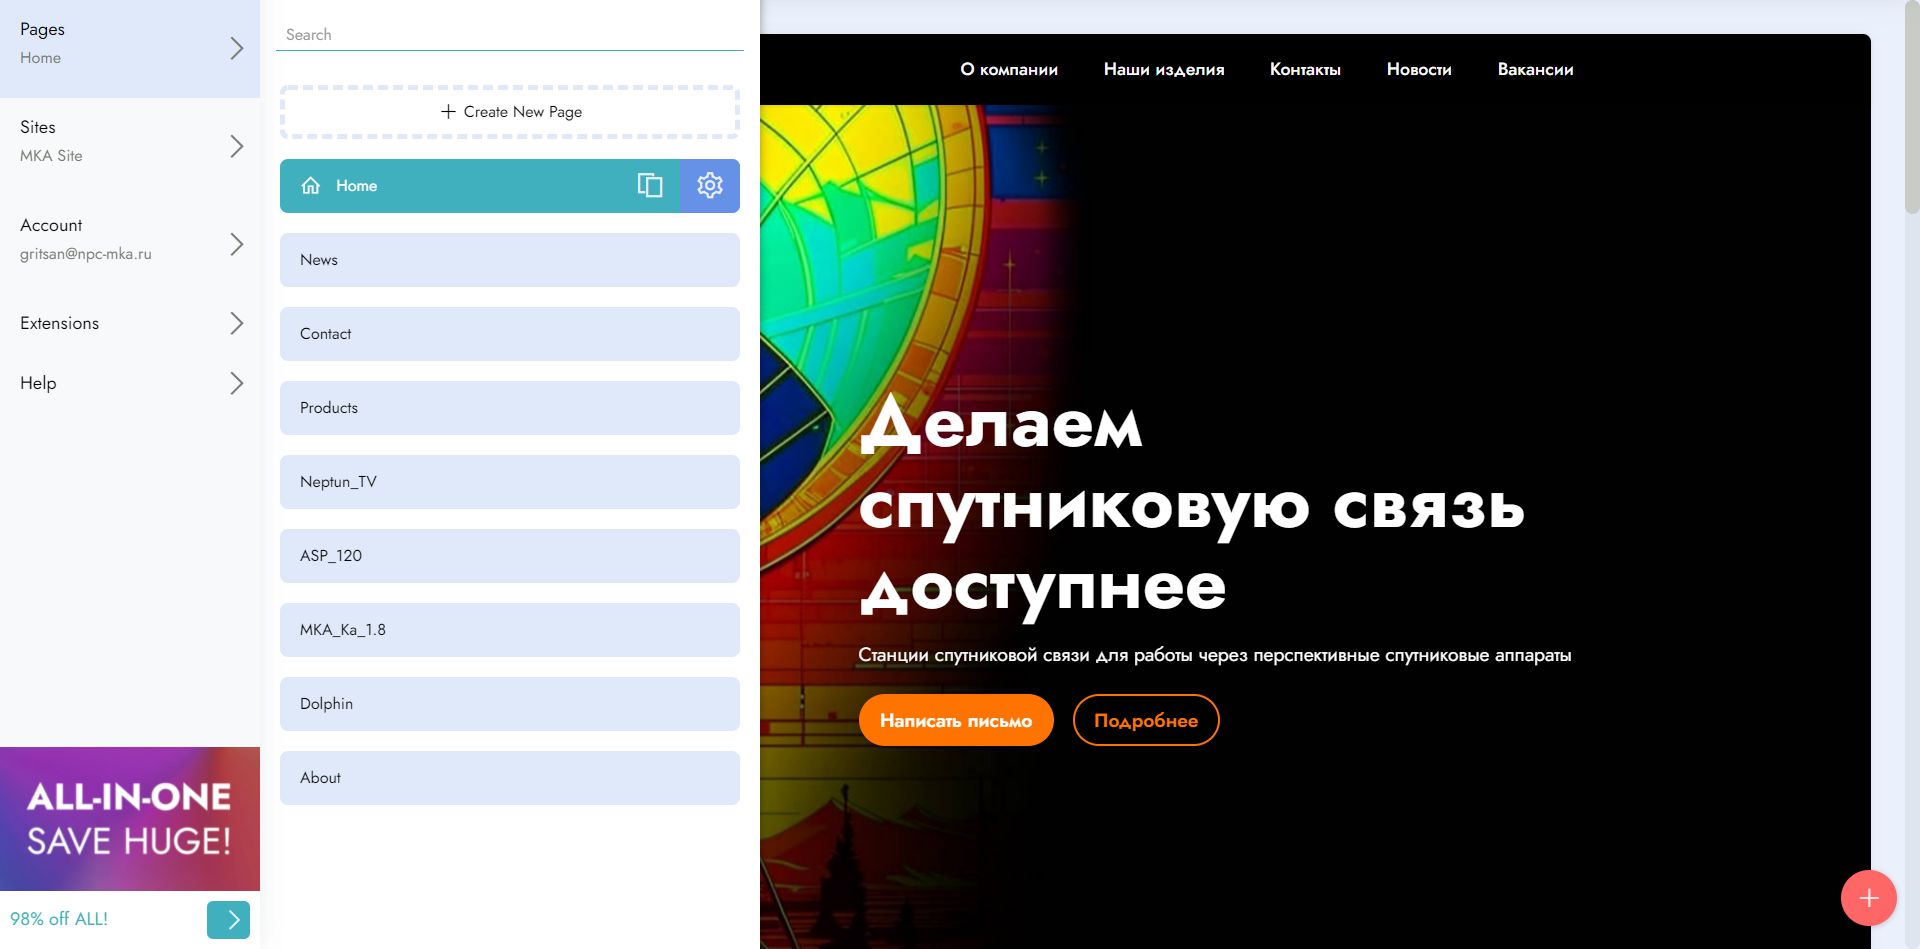 Pages
Home
Sites
MKA Site
Account
gritsan@npc-mka.ru
Extensions
Help
ALL-IN-ONE
SAVE HUGE!
98% off ALL!
Search
Create New Page
Home
News
Contact
Products
Neptun_TV
ASP_120
MKA_Ka_1.8
Dolphin
About
О компании Наши изделия Контакты Новости Вакансии
Делаем
спутниковую связь
доступнее
Станции спутниковой связи для работы через перспективные спутниковые аппараты
Написать письмо Подробнее